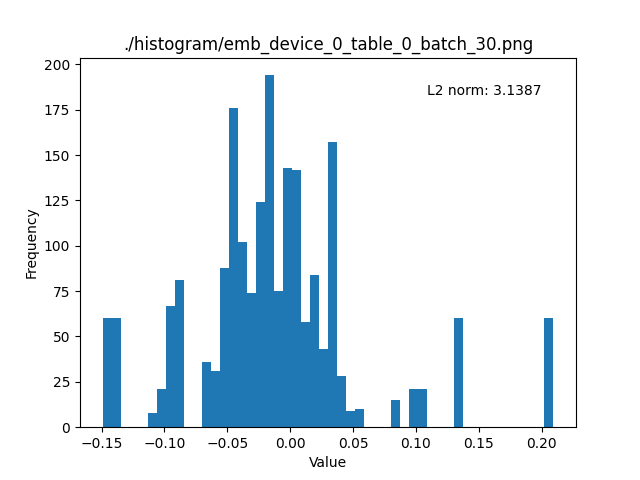 ./histogram/emb_device_0_table_0_batch_30.png
L2 norm: 3.1387
200
175
150
125
100
75
50
25
0
Frequency
−0.15 −0.10 −0.05 0.00 0.05 0.10 0.15 0.20
Value